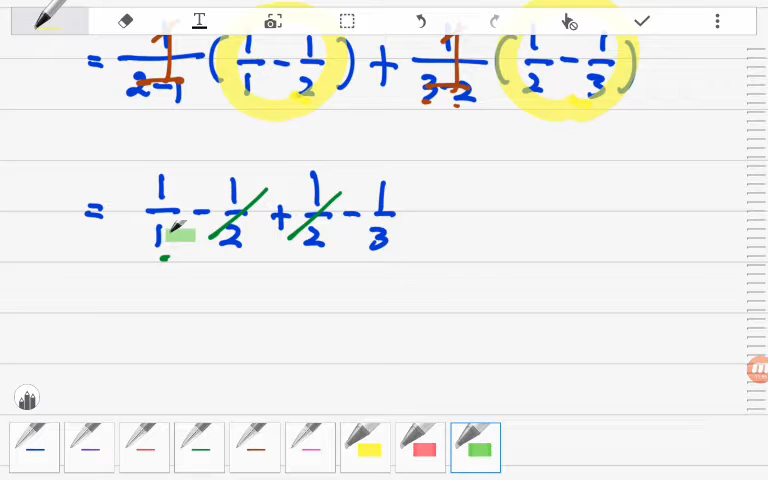 = 1/(2-1) (1/1 - 1/2) + 1/(3-2) (1/2 - 1/3)
= 1/1 - 1/2 + 1/2 - 1/3